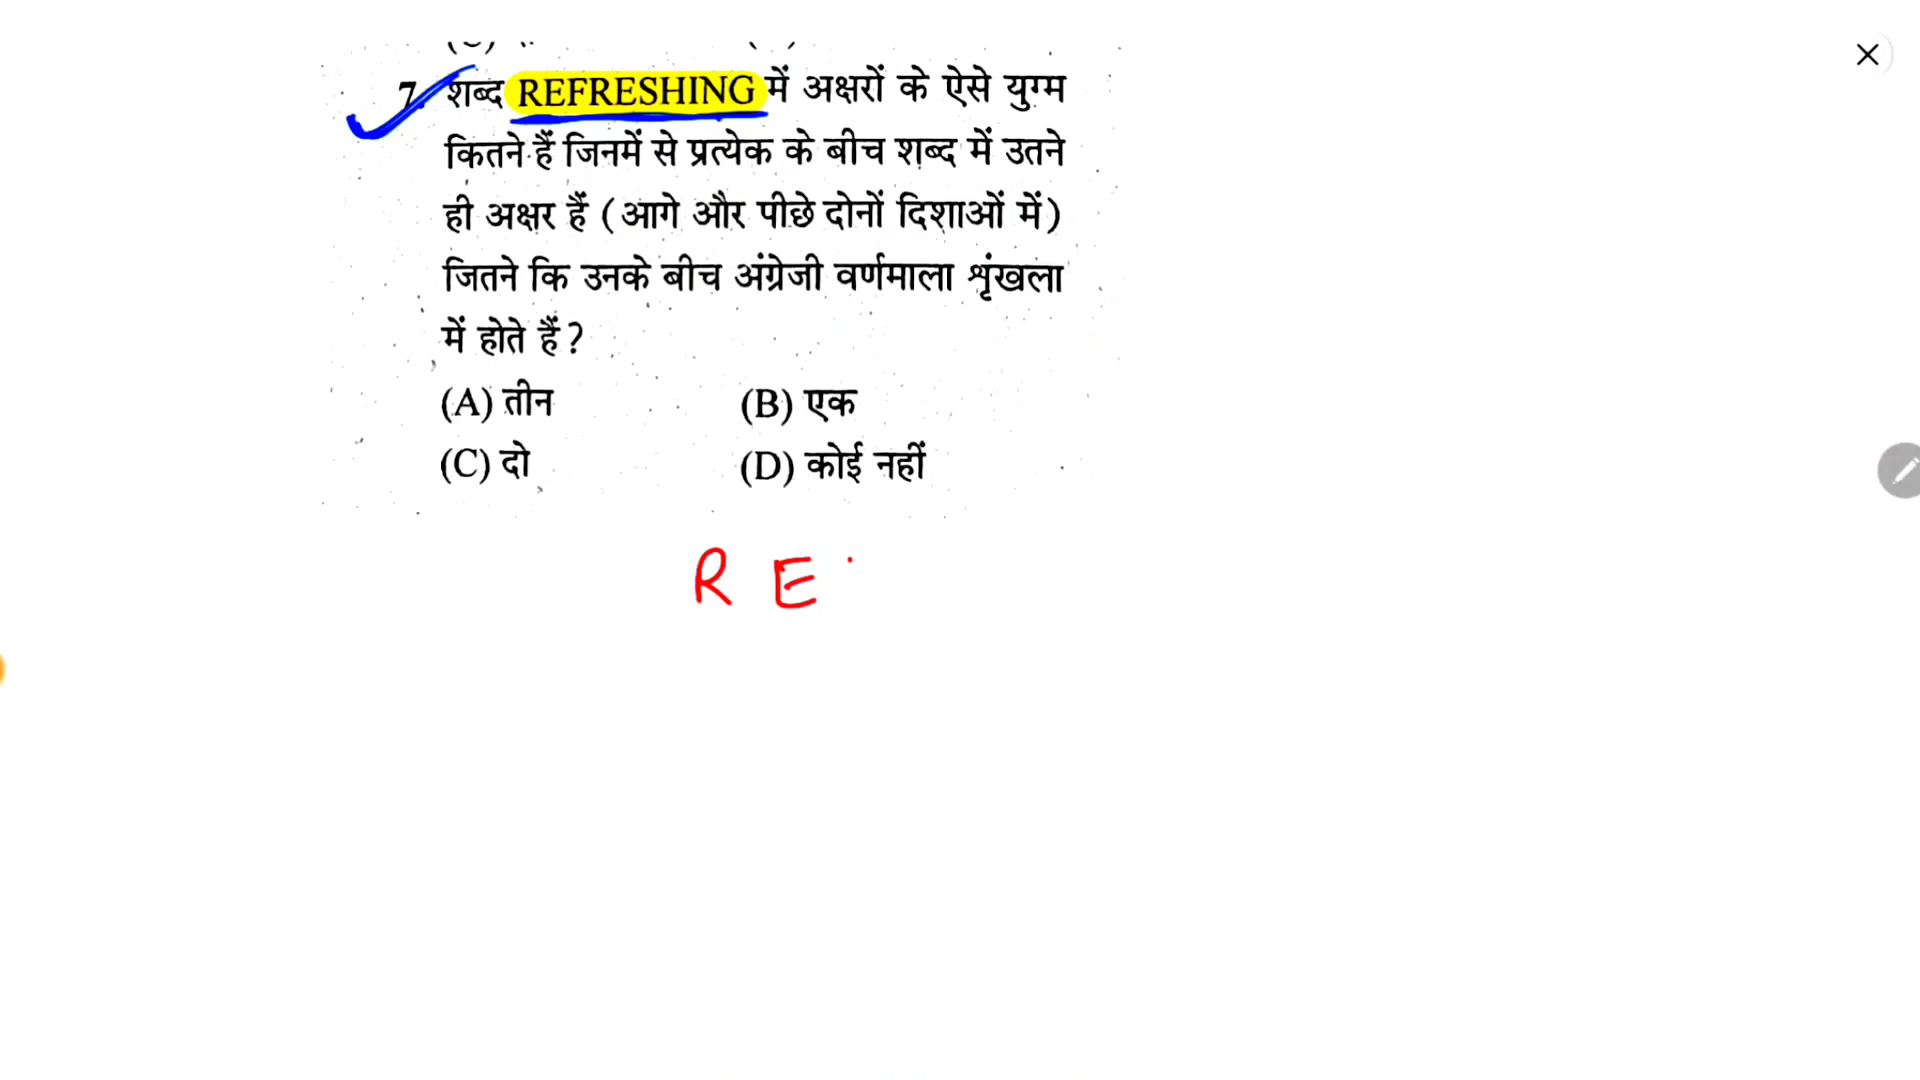 7. शब्द REFRESHING में अक्षरों के ऐसे युग्म
कितने हैं जिनमें से प्रत्येक के बीच शब्द में उतने
ही अक्षर हैं (आगे और पीछे दोनों दिशाओं में)
जितने कि उनके बीच अंग्रेजी वर्णमाला शृंखला
में होते हैं?
(A) तीन (B) एक
(C) दो (D) कोई नहीं
R E